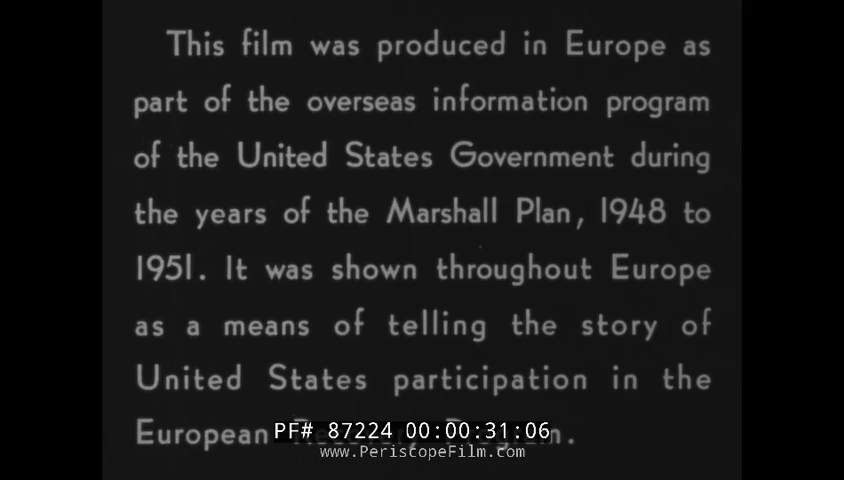 This film was produced in Europe as
part of the overseas information program
of the United States Government during
the years of the Marshall Plan, 1948 to
1951. It was shown throughout Europe
as a means of telling the story of
United States participation in the
European Recovery Program.
PF# 87224 00:00:31:06
www.PeriscopeFilm.com